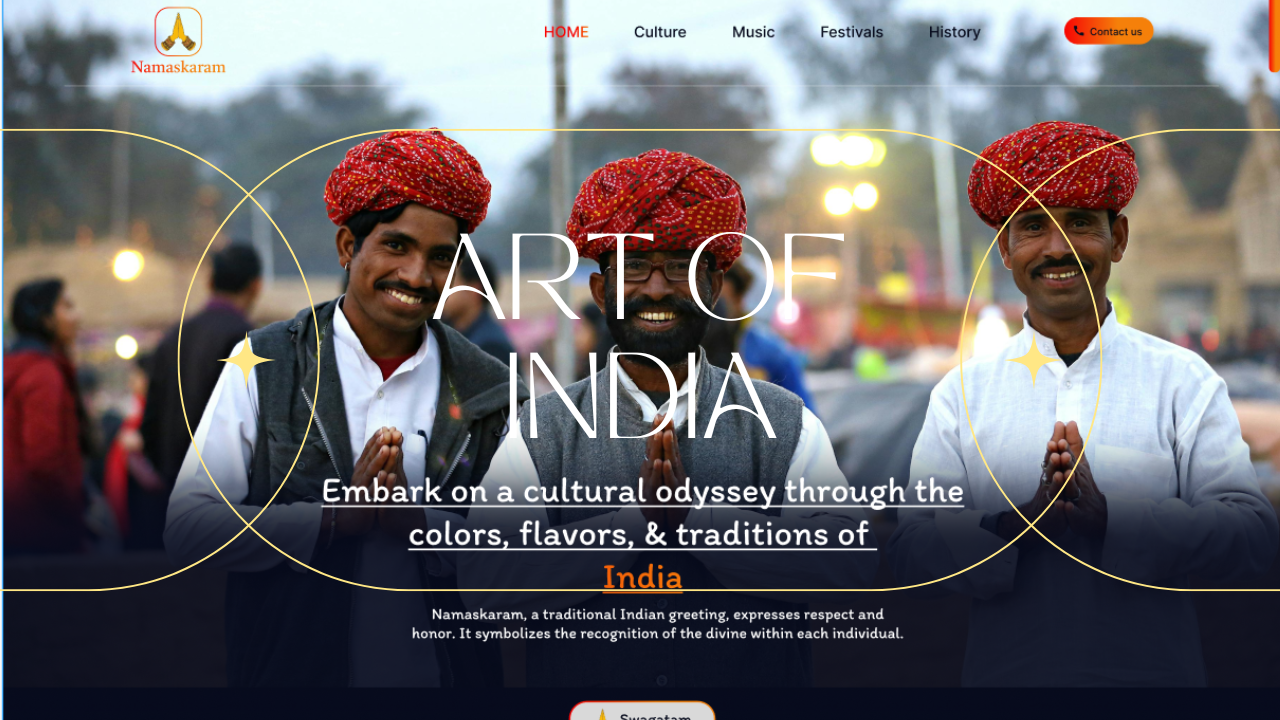 HOME Culture Music Festivals History Contact us
Namaskaram
ART OF
INDIA
Embark on a cultural odyssey through the
colors, flavors, & traditions of
India
Namaskaram, a traditional Indian greeting, expresses respect and
honor. It symbolizes the recognition of the divine within each individual.
Swagatam